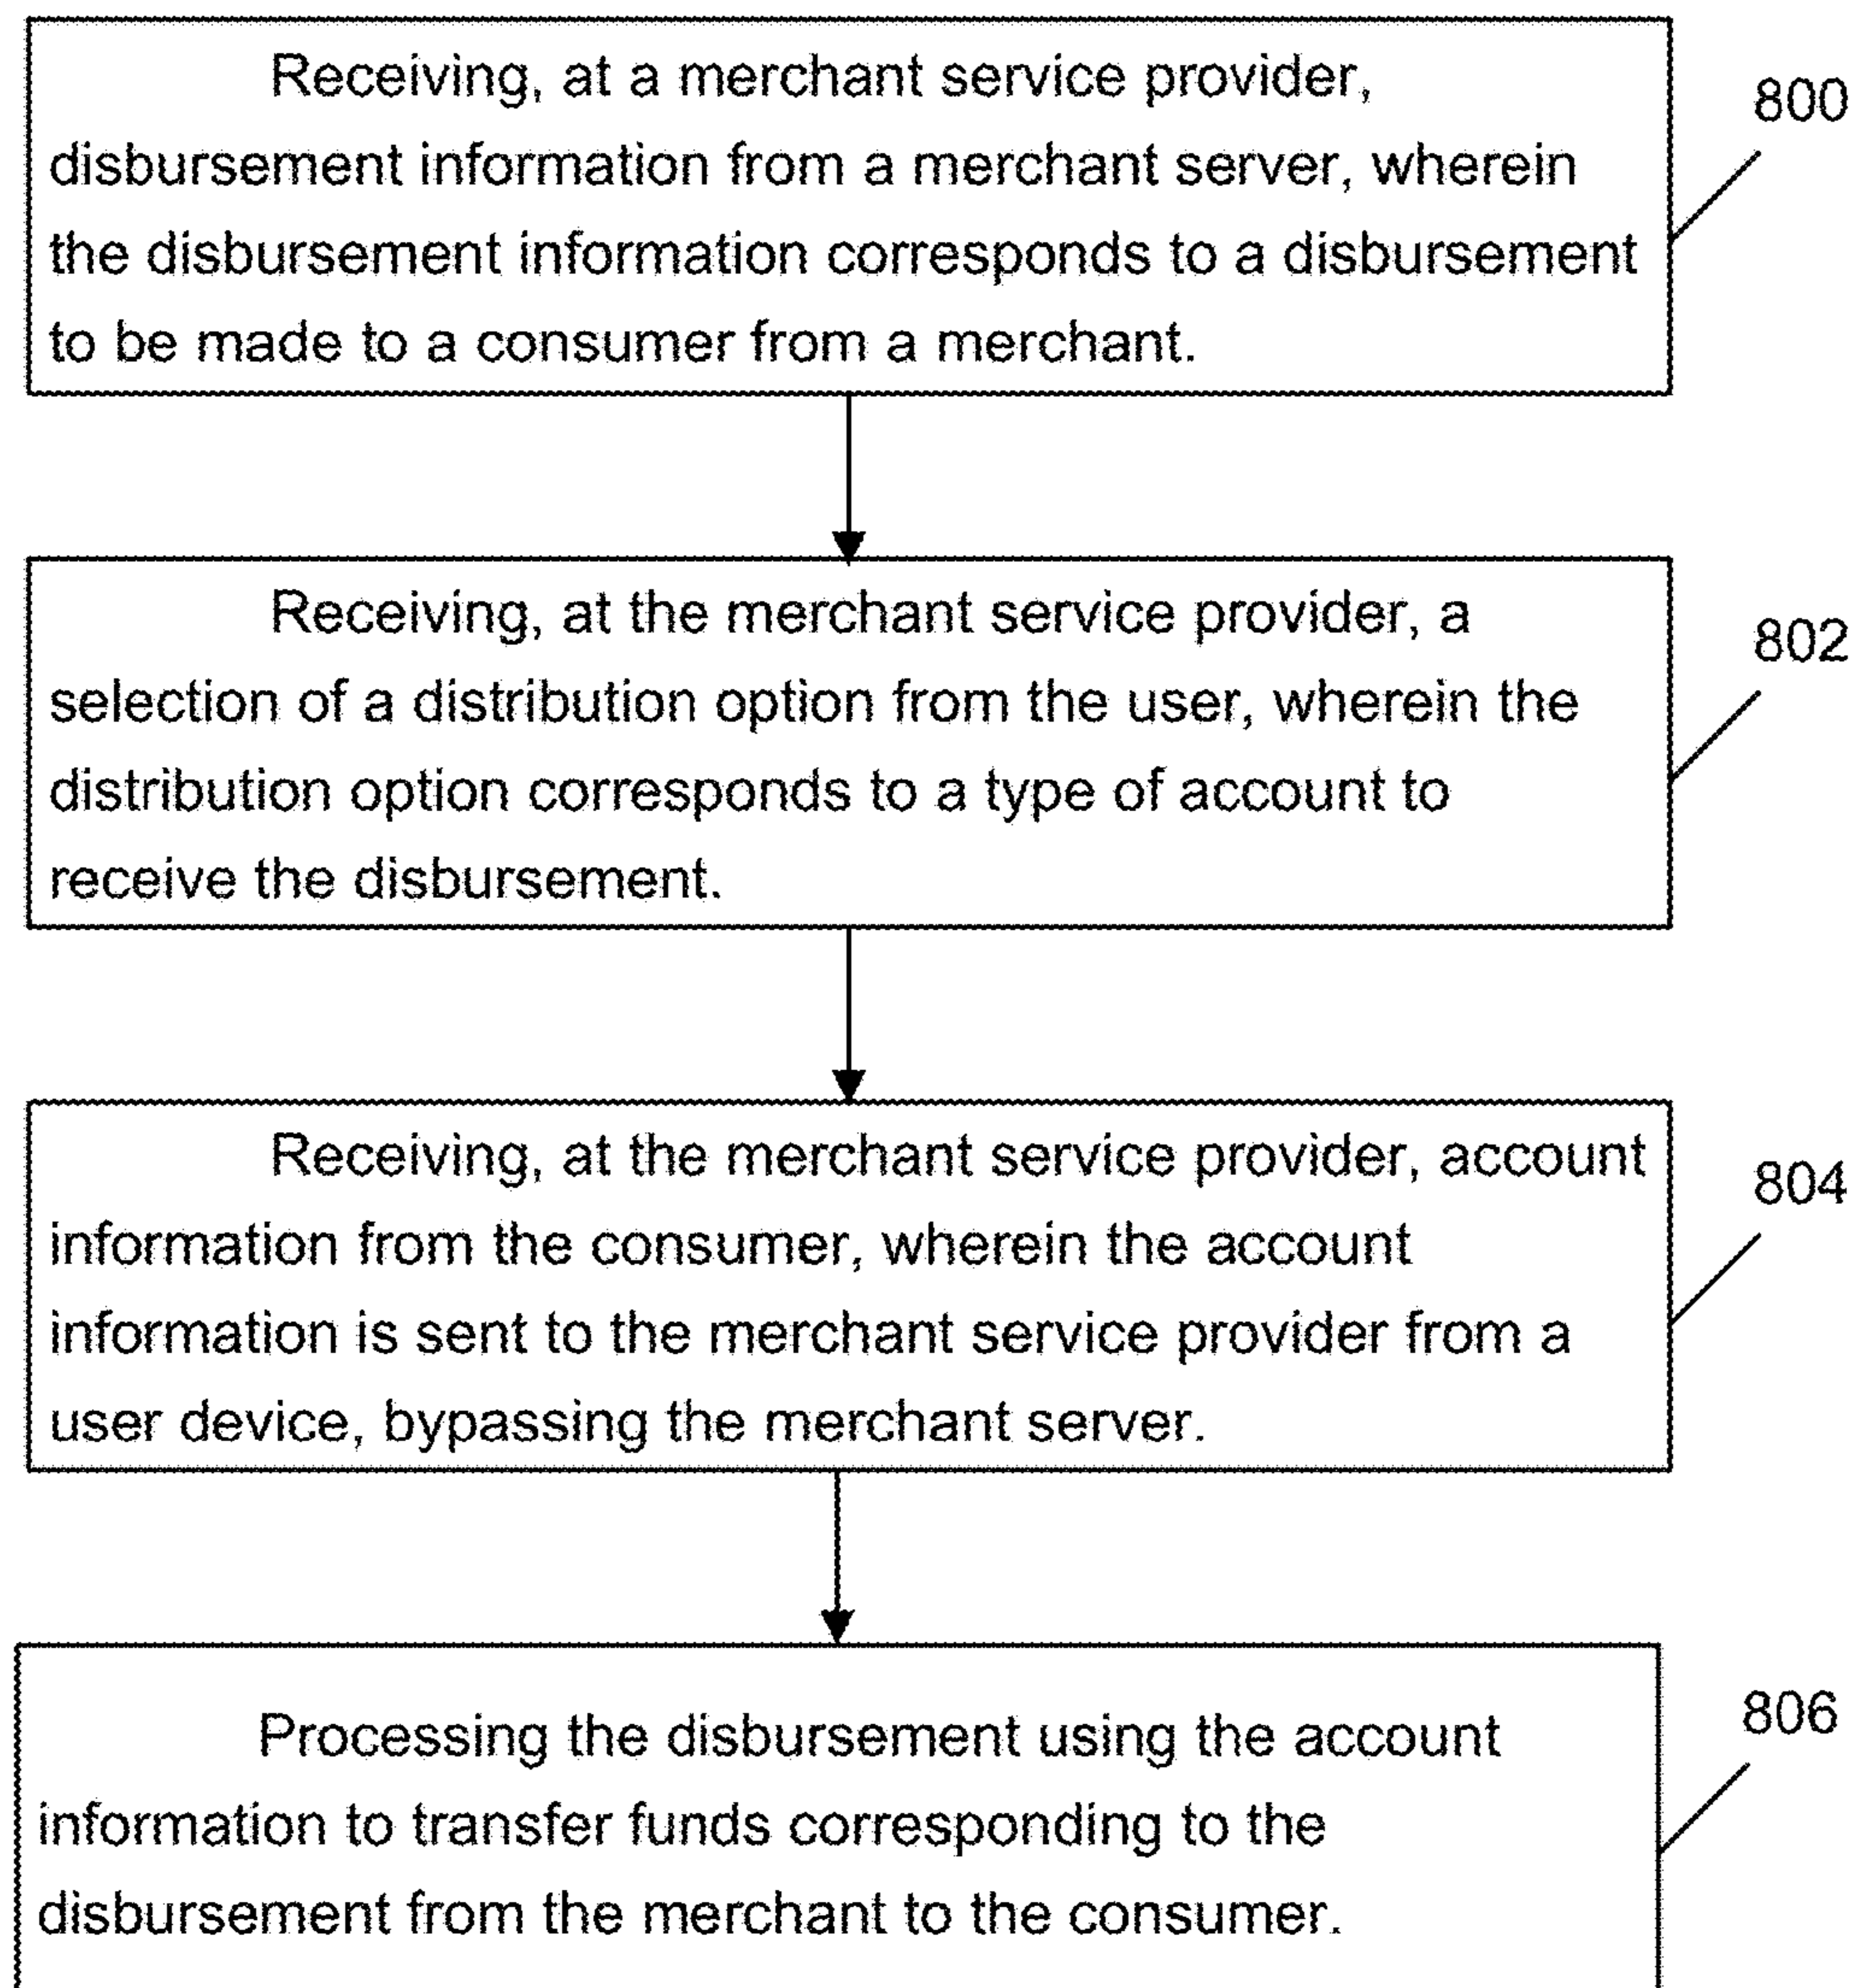 Receiving, at a merchant service provider,
800
disbursement information from a merchant server, wherein
the disbursement information corresponds to a disbursement
to be made to a consumer from a merchant.
Receiving, at the merchant service provider, a
802
selection of a distribution option from the user, wherein the
distribution option corresponds to a type of account to
receive the disbursement.
Receiving, at the merchant service provider, account
804
information from the consumer, wherein the account
information is sent to the merchant service provider from a
user device, bypassing the merchant server.
806
Processing the disbursement using the account
information to transfer funds corresponding to the
disbursement from the merchant to the consumer.